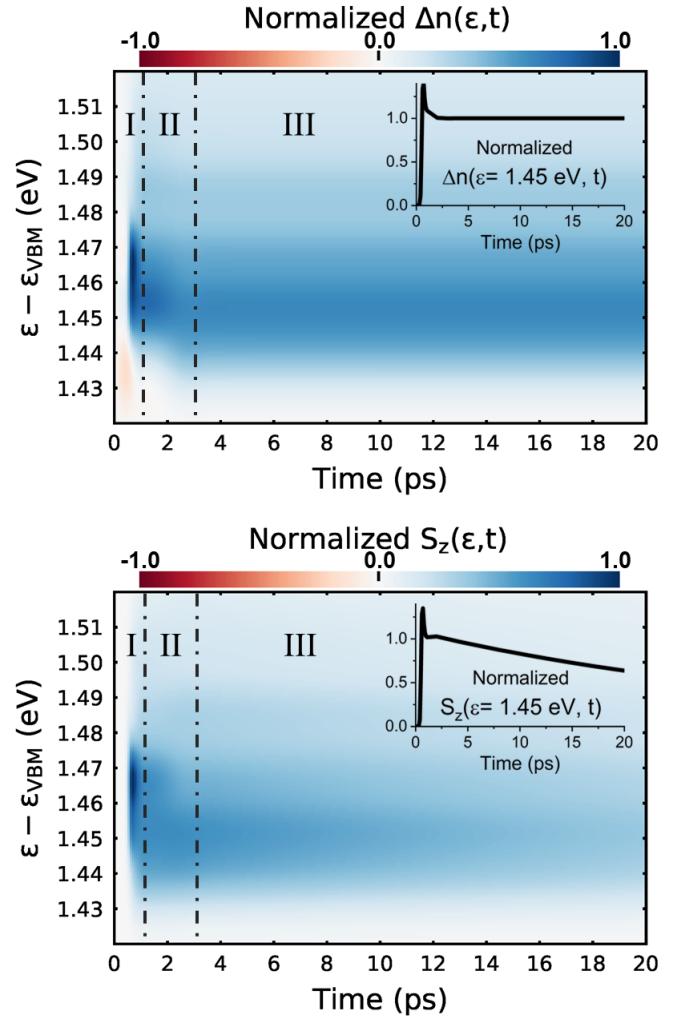 Normalized Δn(ε,t)
-1.0 0.0 1.0
I II III
1.51
1.50
1.49
1.48
1.47
1.46
1.45
1.44
1.43
ε − εVBM (eV)
0 2 4 6 8 10 12 14 16 18 20
Time (ps)
1.0
0.5
0.0
Normalized
Δn(ε= 1.45 eV, t)
0 5 10 15 20
Time (ps)
Normalized Sz(ε,t)
-1.0 0.0 1.0
I II III
1.51
1.50
1.49
1.48
1.47
1.46
1.45
1.44
1.43
ε − εVBM (eV)
0 2 4 6 8 10 12 14 16 18 20
Time (ps)
1.0
0.5
0.0
Normalized
Sz(ε= 1.45 eV, t)
0 5 10 15 20
Time (ps)